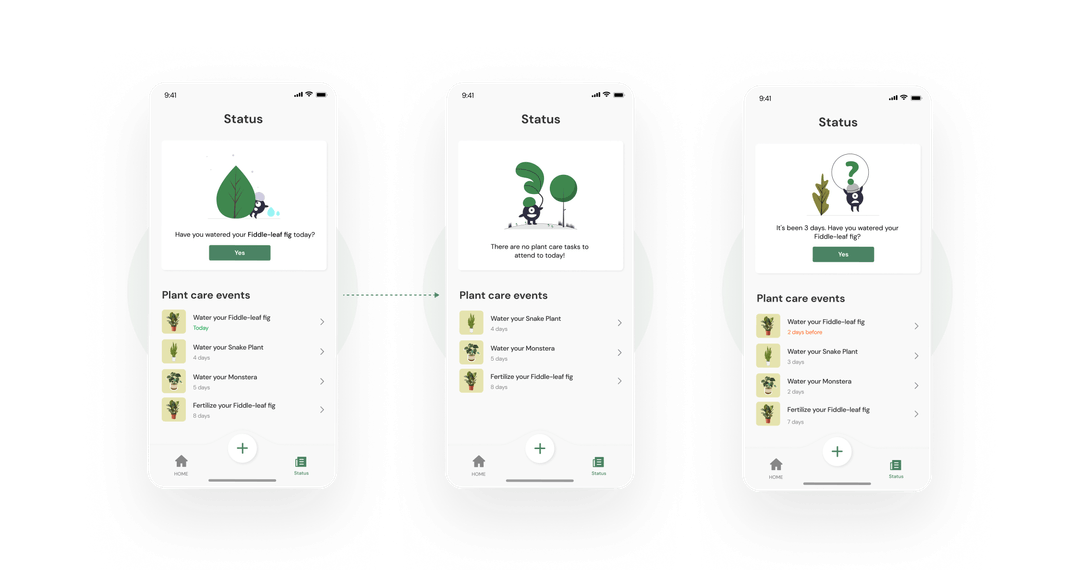 9:41
Status
Have you watered your Fiddle-leaf fig today?
Yes
Plant care events
Water your Fiddle-leaf fig
Today
Water your Snake Plant
4 days
Water your Monstera
5 days
Fertilize your Fiddle-leaf fig
8 days
HOME
Status
9:41
Status
There are no plant care tasks to
attend to today!
Plant care events
Water your Snake Plant
4 days
Water your Monstera
5 days
Fertilize your Fiddle-leaf fig
8 days
HOME
Status
9:41
Status
?
It's been 3 days. Have you watered your
Fiddle-leaf fig?
Yes
Plant care events
Water your Fiddle-leaf fig
2 days before
Water your Snake Plant
3 days
Water your Monstera
2 days
Fertilize your Fiddle-leaf fig
7 days
HOME
Status